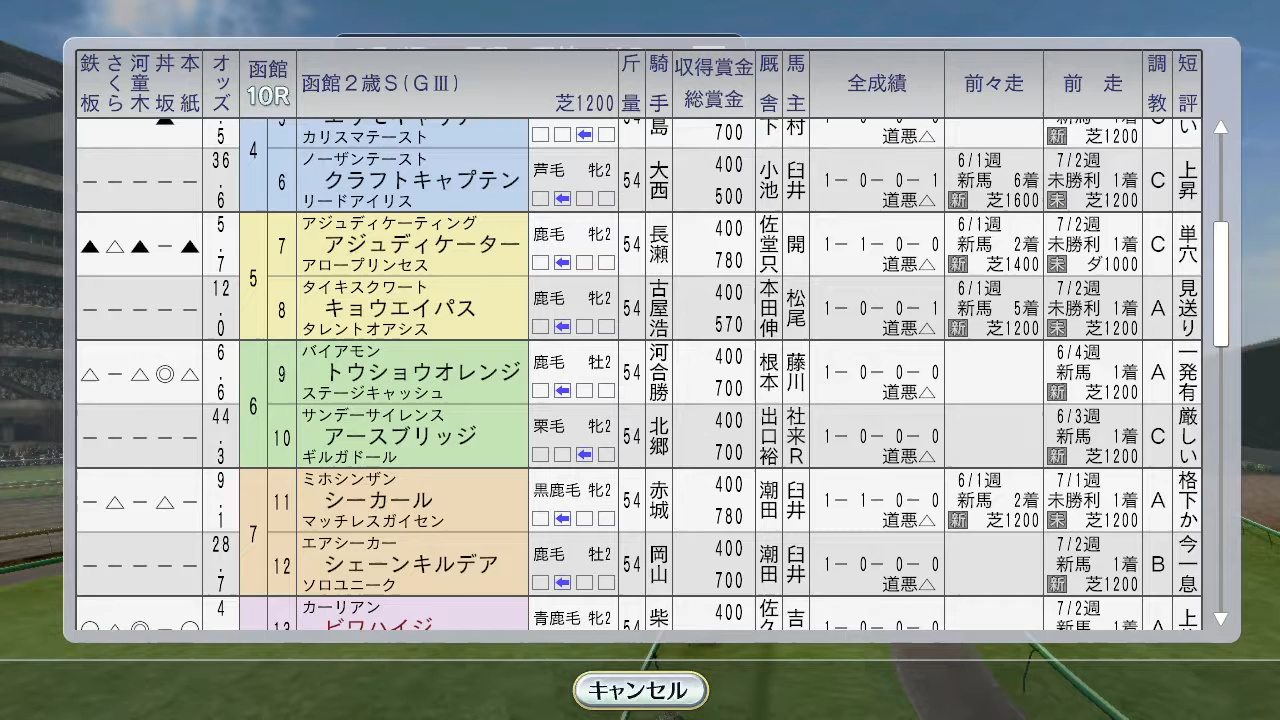 鉄板 さくら 河童木 丼坂 本紙 オッズ 函館10R 函館2歳S(GⅢ) 芝1200 斤量 騎手 収得賞金 総賞金 厩舎 馬主 全成績 前々走 前 走 調教 短評
.5 4 カリスマテースト 島 700 下 村 道悪△ 新 芝1200 い
― ― ― ― ― 36.6 6 ノーザンテースト 芦毛 牝2 54 大西 400 小池 臼井 1― 0― 0― 1 6/1週 7/2週 C 上昇
クラフトキャプテン 新馬 6着 未勝利 1着
リードアイリス 500 新 芝1600 未 芝1200
▲ △ ▲ ― ▲ 5.7 5 7 アジュディケーティング 鹿毛 牝2 54 長瀬 400 佐堂只 開 1― 1― 0― 0 6/1週 7/2週 C 単穴
アジュディケーター 新馬 2着 未勝利 1着
アロープリンセス 780 道悪△ 新 芝1400 未 ダ1000
― ― ― ― ― 12.0 8 タイキスクワート 鹿毛 牝2 54 古屋浩 400 本田伸 松尾 1― 0― 0― 1 6/1週 7/2週 A 見送り
キョウエイパス 新馬 5着 未勝利 1着
タレントオアシス 570 道悪△ 新 芝1200 未 芝1200
△ ― △ ◎ △ 6.6 6 9 バイアモン 鹿毛 牡2 54 河合勝 400 根本 藤川 1― 0― 0― 0 6/4週 A 一発有
トウショウオレンジ 新馬 1着
ステージキャッシュ 700 道悪△ 新 芝1200
― ― ― ― ― 44.3 10 サンデーサイレンス 栗毛 牝2 54 北郷 400 出口裕 社来R 1― 0― 0― 0 6/3週 C 厳しい
アースブリッジ 新馬 1着
ギルガドール 700 道悪△ 新 芝1200
― △ ― △ ― 9.1 7 11 ミホシンザン 黒鹿毛 牝2 54 赤城 400 潮田 臼井 1― 1― 0― 0 6/1週 7/1週 A 格下か
シーカール 新馬 2着 未勝利 1着
マッチレスガイセン 780 道悪△ 新 芝1200 未 芝1200
― ― ― ― ― 28.7 12 エアシーカー 鹿毛 牡2 54 岡山 400 潮田 臼井 1― 0― 0― 0 7/2週 B 今一息
シェーンキルデア 新馬 1着
ソロユニーク 700 道悪△ 新 芝1200
4 13 カーリアン 青鹿毛 牝2 54 柴 400 佐 吉 7/2週 上
ビワハイジ 新馬 1着
キャンセル